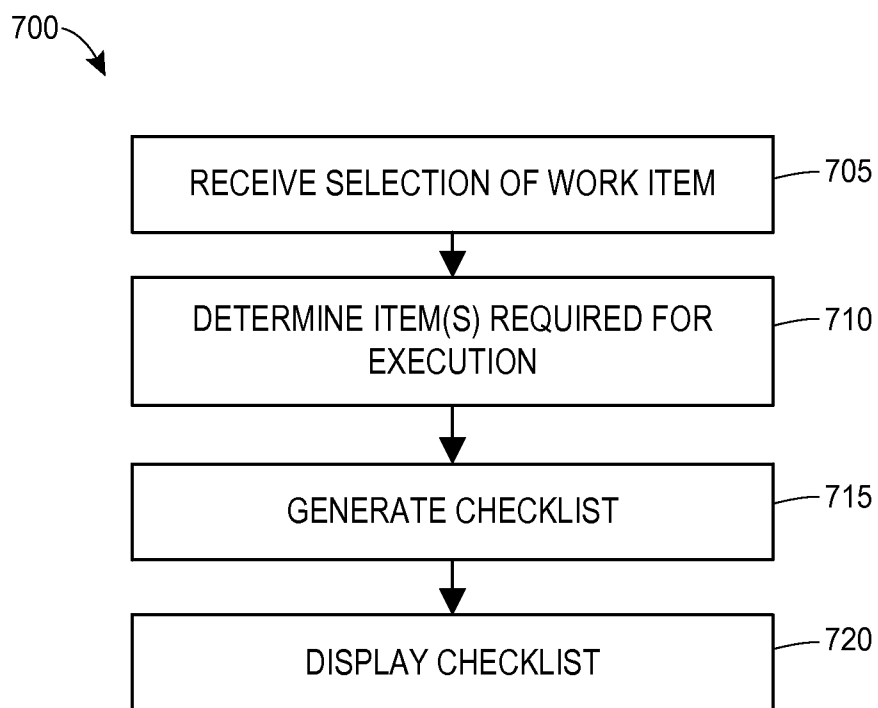 700
RECEIVE SELECTION OF WORK ITEM
705
DETERMINE ITEM(S) REQUIRED FOR
EXECUTION
710
GENERATE CHECKLIST
715
DISPLAY CHECKLIST
720